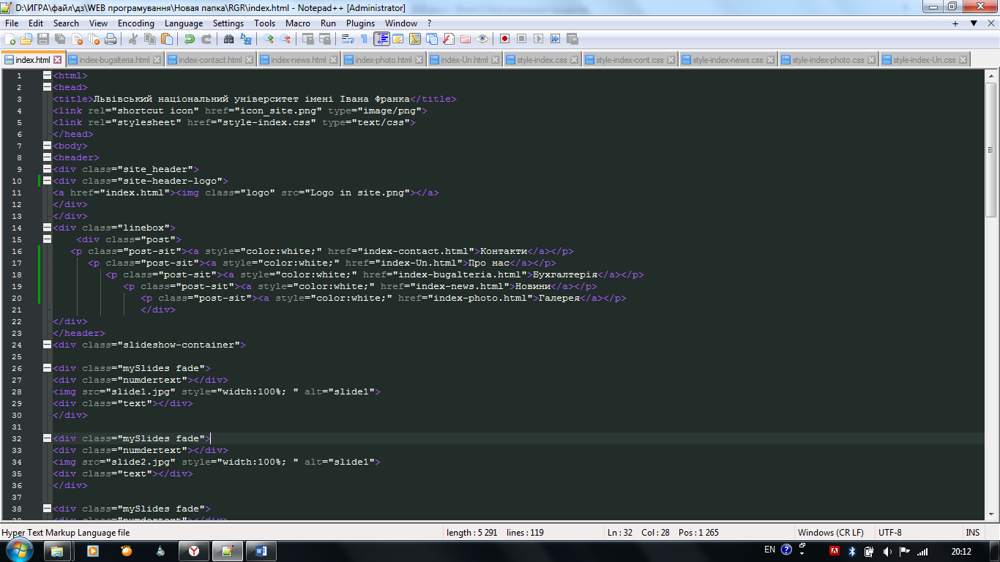 D:\ИГРА\файл\дз\WEB програмування\Новая папка\RGR\index.html - Notepad++ [Administrator]
File Edit Search View Encoding Language Settings Tools Macro Run Plugins Window ? + ▼ X
index.html index-bugalteria.html index-contact.html index-news.html index-photo.html index-Un.html style-index.css style-index-cont.css style-index-news.css style-index-photo.css style-index-Un.css
1 <html>
2 <head>
3 <title>Львівський національний університет імені Івана Франка</title>
4 <link rel="shortcut icon" href="icon_site.png" type="image/png">
5 <link rel="stylesheet" href="style-index.css" type="text/css">
6 </head>
7 <body>
8 <header>
9 <div class="site_header">
10 <div class="site-header-logo">
11 <a href="index.html"><img class="logo" src="Logo in site.png"></a>
12 </div>
13 </div>
14 <div class="linebox">
15 <div class="post">
16 <p class="post-sit"><a style="color:white;" href="index-contact.html">Контакти</a></p>
17 <p class="post-sit"><a style="color:white;" href="index-Un.html">Про нас</a></p>
18 <p class="post-sit"><a style="color:white;" href="index-bugalteria.html">Бухгалтерія</a></p>
19 <p class="post-sit"><a style="color:white;" href="index-news.html">Новини</a></p>
20 <p class="post-sit"><a style="color:white;" href="index-photo.html">Галерея</a></p>
21 </div>
22 </div>
23 </header>
24 <div class="slideshow-container">
25
26 <div class="mySlides fade">
27 <div class="numdertext"></div>
28 <img src="slide1.jpg" style="width:100%; " alt="slide1">
29 <div class="text"></div>
30 </div>
31
32 <div class="mySlides fade">
33 <div class="numdertext"></div>
34 <img src="slide2.jpg" style="width:100%; " alt="slide1">
35 <div class="text"></div>
36 </div>
37
38 <div class="mySlides fade">
39 <div class="numdertext"></div>
Hyper Text Markup Language file length : 5 291 lines : 119 Ln : 32 Col : 28 Pos : 1 265 Windows (CR LF) UTF-8 INS
EN 20:12